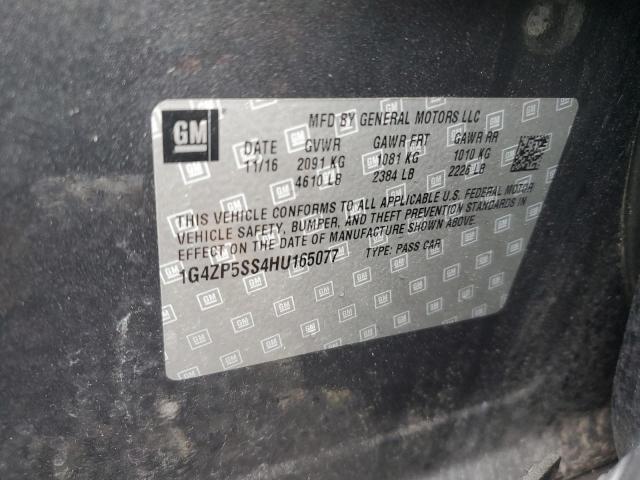 GM
MFD BY GENERAL MOTORS LLC
DATE GVWR GAWR FRT GAWR RR
11/16 2091 KG 1081 KG 1010 KG
4610 LB 2384 LB 2226 LB
THIS VEHICLE CONFORMS TO ALL APPLICABLE U.S. FEDERAL MOTOR
VEHICLE SAFETY, BUMPER, AND THEFT PREVENTION STANDARDS
IN EFFECT ON THE DATE OF MANUFACTURE SHOWN ABOVE.
1G4ZP5SS4HU165077 TYPE: PASS CAR